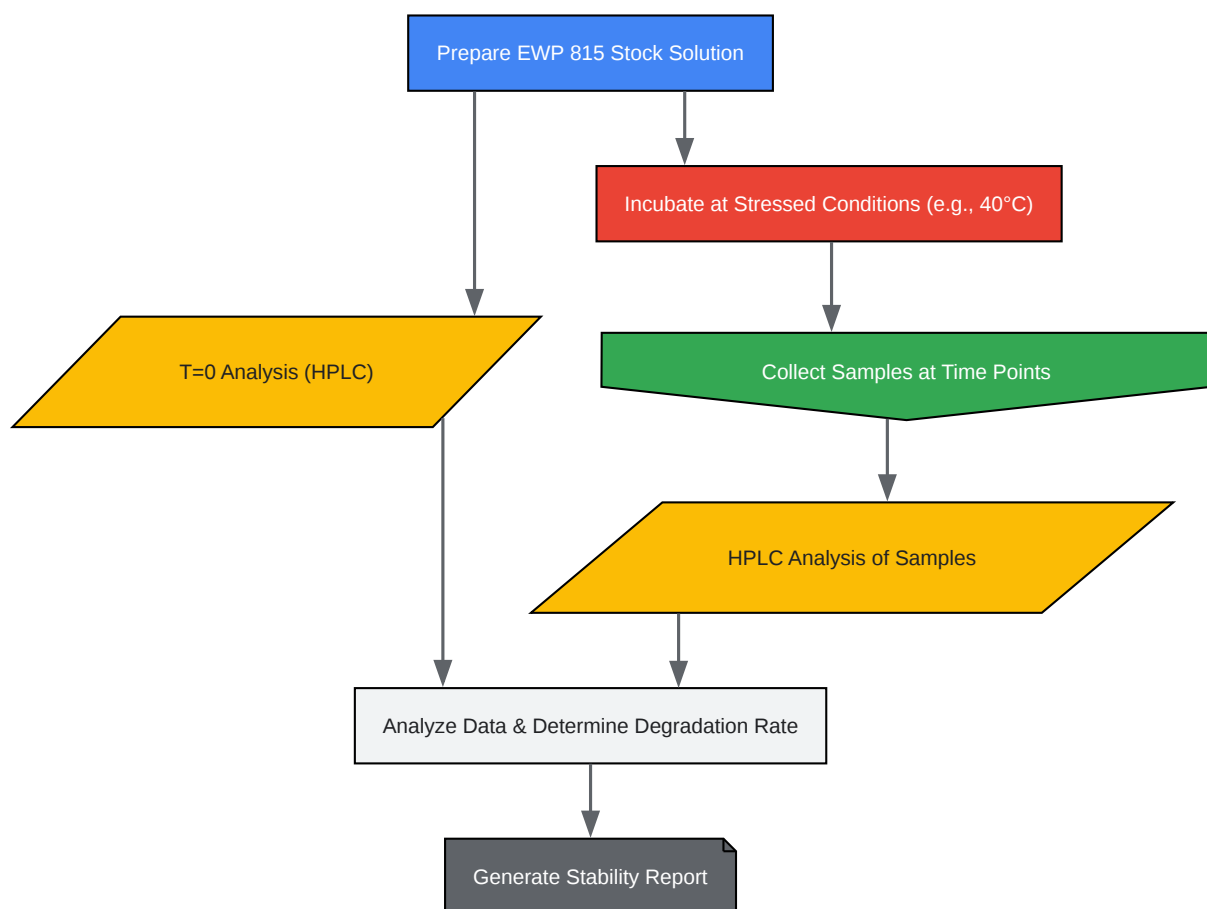 Prepare EWP 815 Stock Solution
Incubate at Stressed Conditions (e.g., 40°C)
T=0 Analysis (HPLC)
Collect Samples at Time Points
HPLC Analysis of Samples
Analyze Data & Determine Degradation Rate
Generate Stability Report